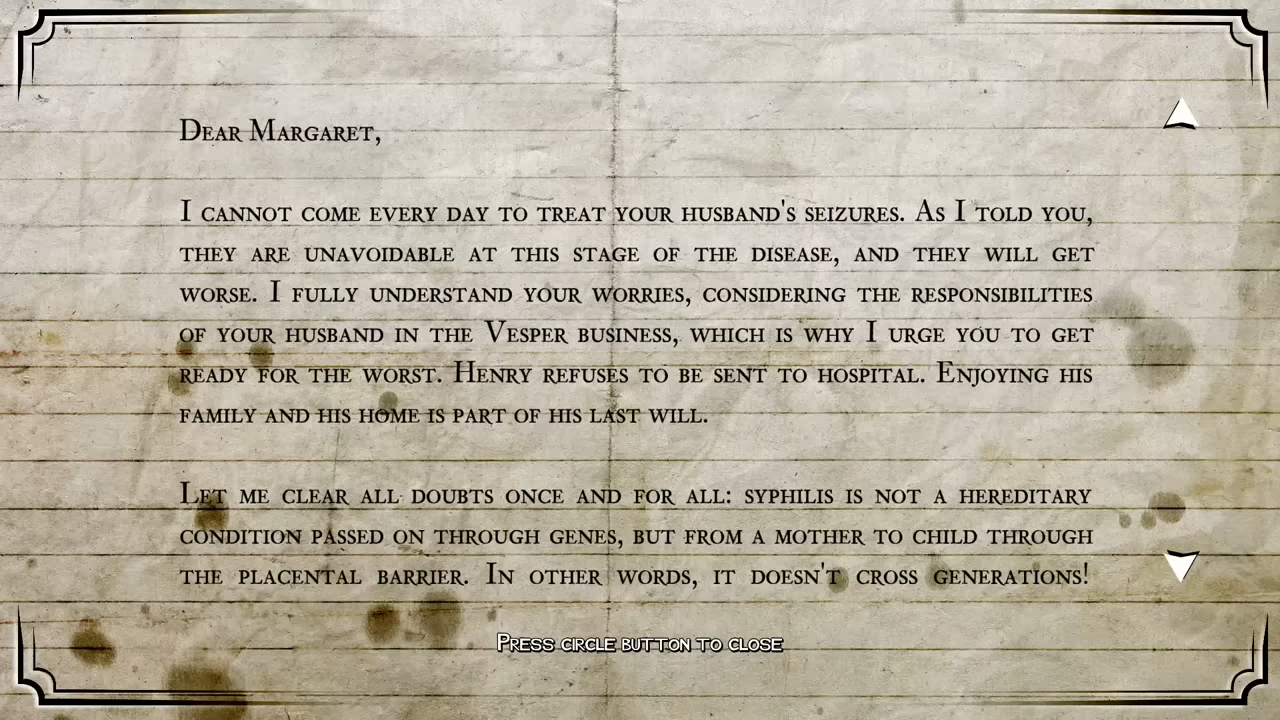 Dear Margaret,
I cannot come every day to treat your husband's seizures. As I told you,
they are unavoidable at this stage of the disease, and they will get
worse. I fully understand your worries, considering the responsibilities
of your husband in the Vesper business, which is why I urge you to get
ready for the worst. Henry refuses to be sent to hospital. Enjoying his
family and his home is part of his last will.
Let me clear all doubts once and for all: syphilis is not a hereditary
condition passed on through genes, but from a mother to child through
the placental barrier. In other words, it doesn't cross generations!
Press circle button to close